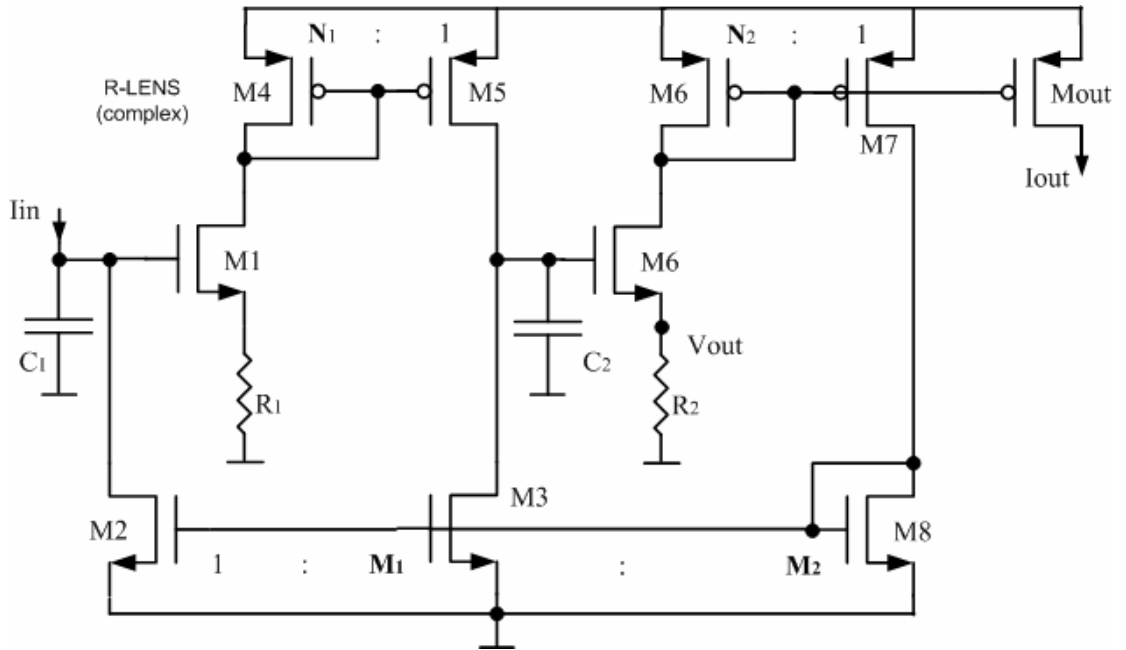 N1 : 1
N2 : 1
R-LENS
(complex)
M4
M5
M6
M7
Mout
Iout
Iin
M1
M6
C1
C2
Vout
R1
R2
M2
M3
M8
1 : M1 : M2